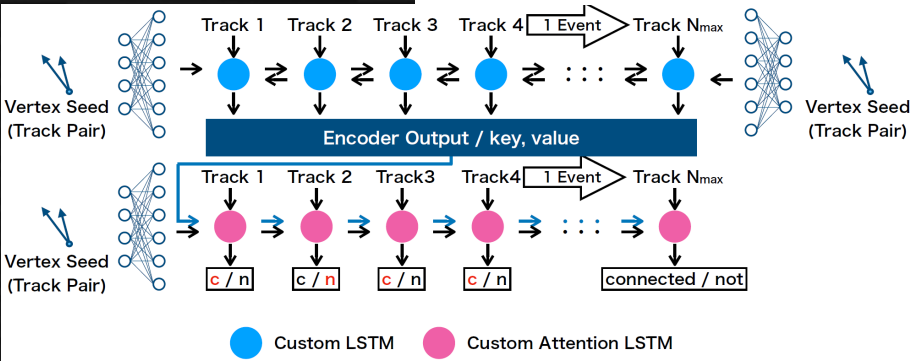 Track 1 Track 2 Track 3 Track 4 1 Event Track Nmax
Vertex Seed
(Track Pair)
Vertex Seed
(Track Pair)
Encoder Output / key, value
Track 1 Track 2 Track3 Track4 1 Event Track Nmax
Vertex Seed
(Track Pair)
c / n c / n c / n c / n connected / not
Custom LSTM Custom Attention LSTM